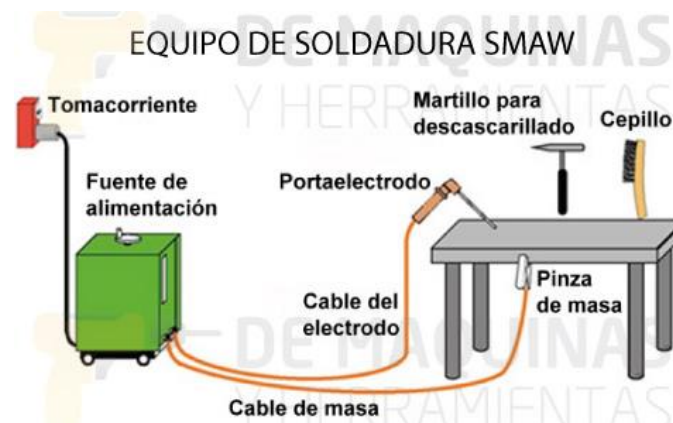 DE MAQUINAS
Y HERRAMIENTAS
EQUIPO DE SOLDADURA SMAW
Tomacorriente
Martillo para
descascarillado
Cepillo
Fuente de
alimentación
Portaelectrodo
Pinza
de masa
Cable del
electrodo
Cable de masa
DE MAQUINAS
Y HERRAMIENTAS